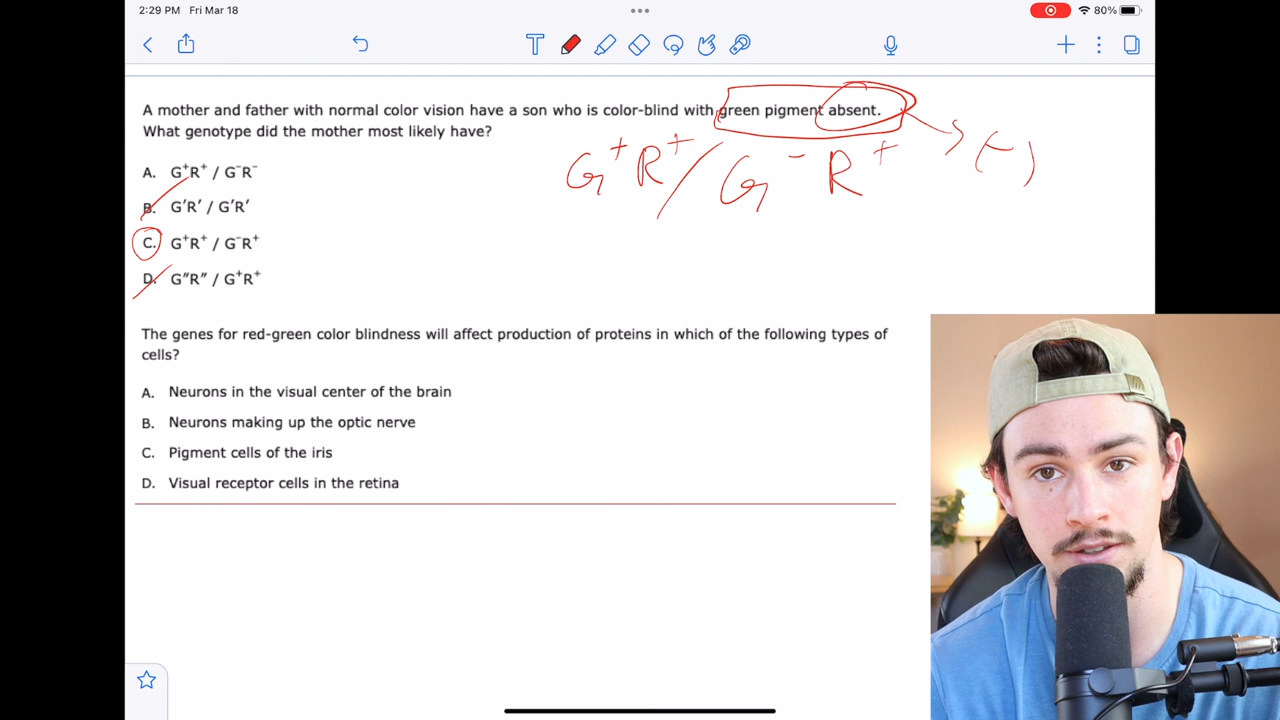 2:29 PM Fri Mar 18
80%
T
A mother and father with normal color vision have a son who is color-blind with green pigment absent.
What genotype did the mother most likely have?
G⁺R⁺/G⁻R⁺
(-)
A. G⁺R⁺ / G⁻R⁻
B. G′R′ / G′R′
C. G⁺R⁺ / G⁻R⁺
D. G″R″ / G⁺R⁺
The genes for red-green color blindness will affect production of proteins in which of the following types of
cells?
A. Neurons in the visual center of the brain
B. Neurons making up the optic nerve
C. Pigment cells of the iris
D. Visual receptor cells in the retina